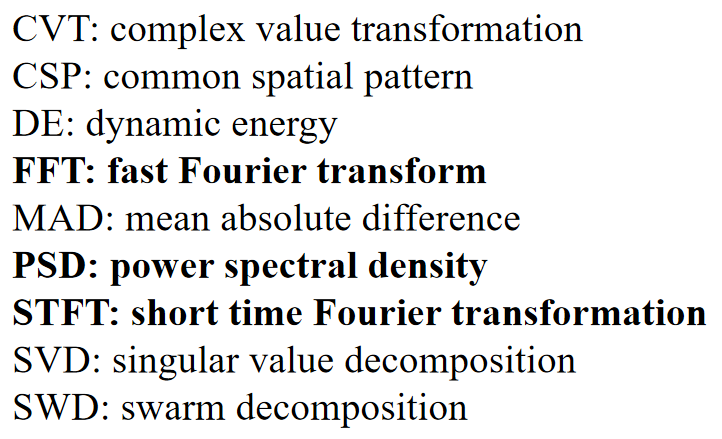 CVT: complex value transformation
CSP: common spatial pattern
DE: dynamic energy
FFT: fast Fourier transform
MAD: mean absolute difference
PSD: power spectral density
STFT: short time Fourier transformation
SVD: singular value decomposition
SWD: swarm decomposition